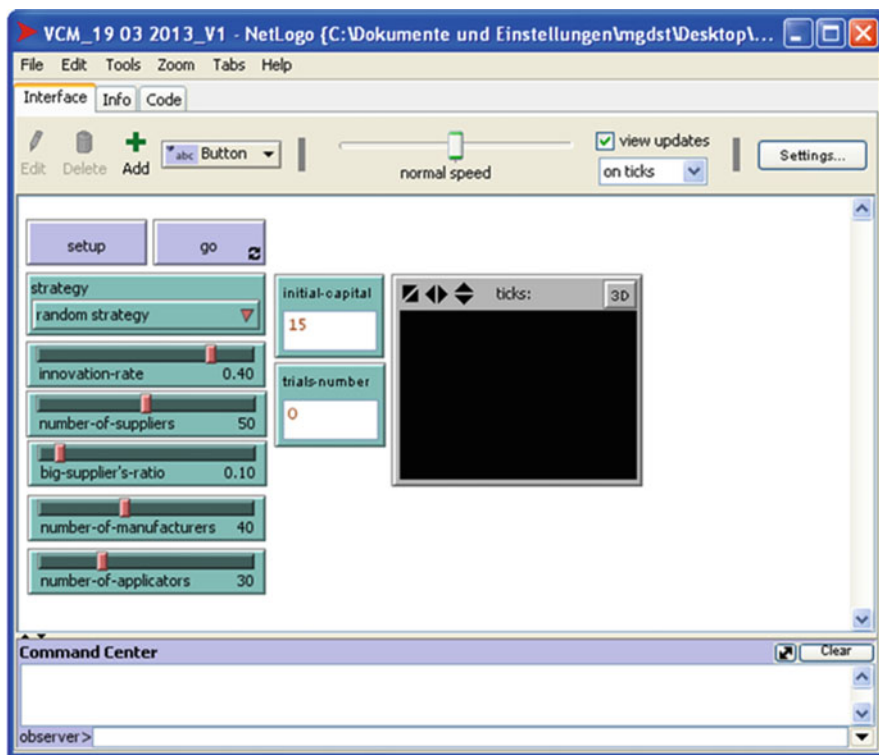 VCM_19 03 2013_V1 - NetLogo {C:\Dokumente und Einstellungen\mgdst\Desktop\...
File Edit Tools Zoom Tabs Help
Interface Info Code
Edit Delete Add abc Button normal speed view updates on ticks Settings...
setup go
strategy
random strategy
initial-capital
15
ticks: 3D
innovation-rate 0.40
trials-number
0
number-of-suppliers 50
big-supplier's-ratio 0.10
number-of-manufacturers 40
number-of-applicators 30
Command Center Clear
observer>